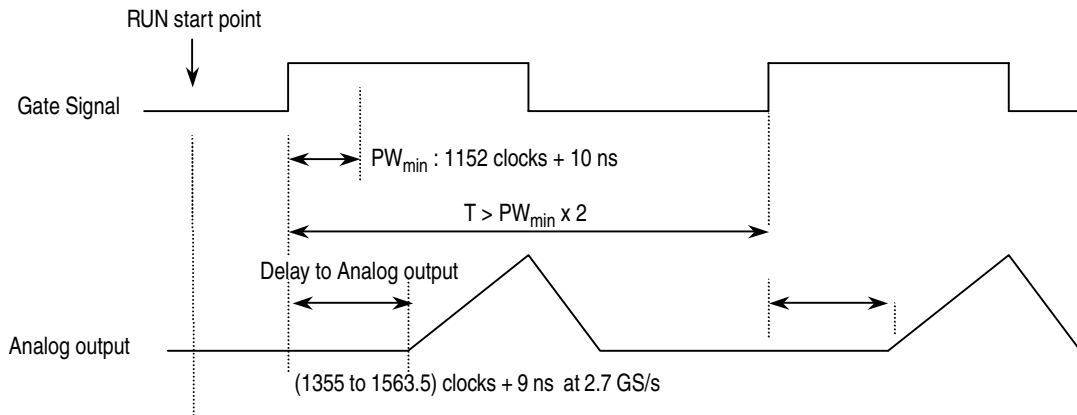 RUN start point
Gate Signal
PWmin : 1152 clocks + 10 ns
T > PWmin x 2
Delay to Analog output
Analog output
(1355 to 1563.5) clocks + 9 ns at 2.7 GS/s